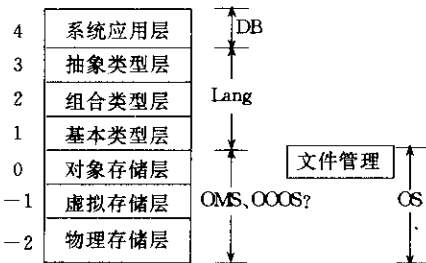 4 系统应用层 DB
3 抽象类型层
2 组合类型层 Lang
1 基本类型层
0 对象存储层 文件管理
-1 虚拟存储层 OMS、OOOS? OS
-2 物理存储层